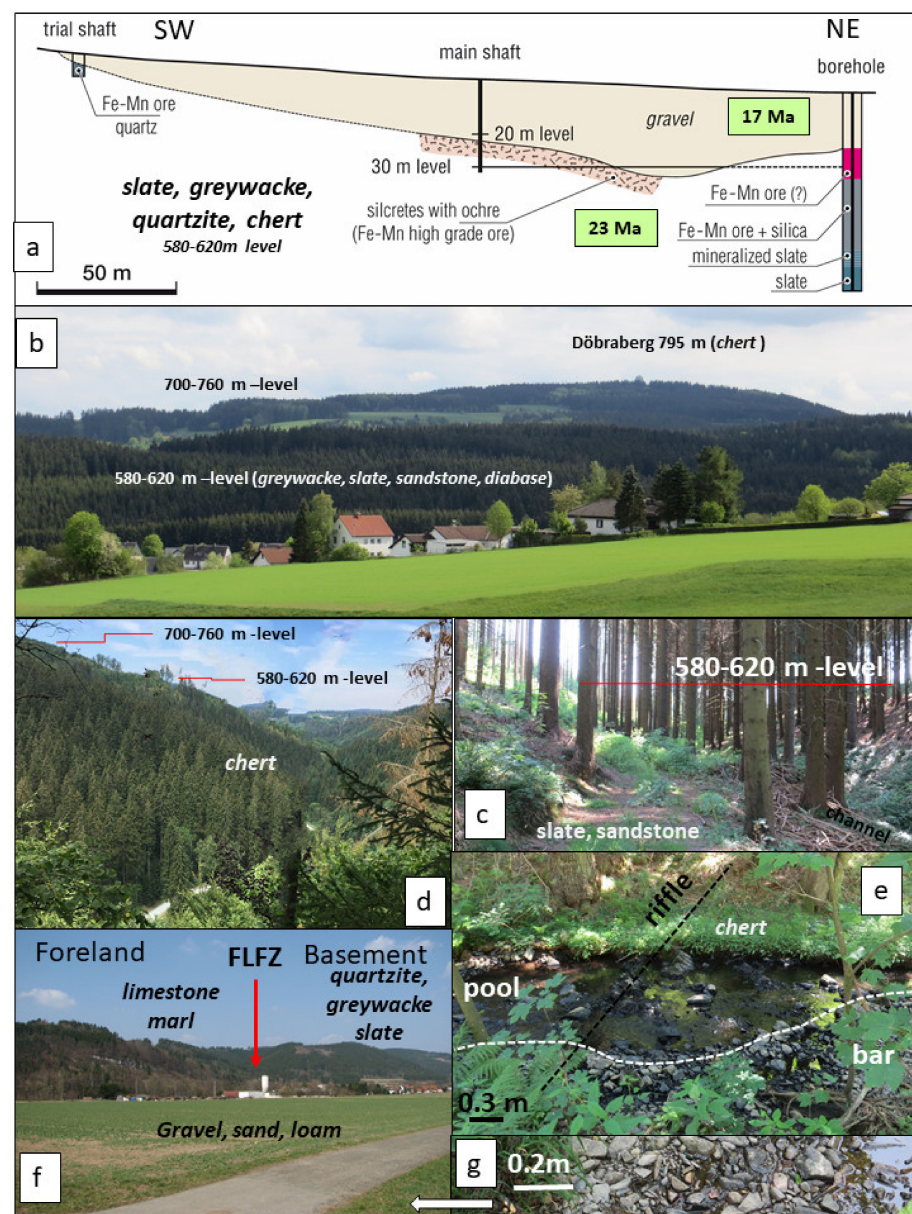 trial shaft
SW
main shaft
NE
borehole
Fe-Mn ore
quartz
20 m level
gravel
17 Ma
30 m level
slate, greywacke,
quartzite, chert
580-620m level
silcretes with ochre
(Fe-Mn high grade ore)
23 Ma
Fe-Mn ore (?)
Fe-Mn ore + silica
mineralized slate
slate
a
50 m
b
Döbraberg 795 m (chert )
700-760 m –level
580-620 m –level (greywacke, slate, sandstone, diabase)
700-760 m -level
580-620 m -level
chert
d
580-620 m -level
c
slate, sandstone
channel
riffle
e
chert
pool
bar
0.3 m
Foreland
FLFZ
Basement
limestone
marl
quartzite,
greywacke
slate
Gravel, sand, loam
f
g
0.2m